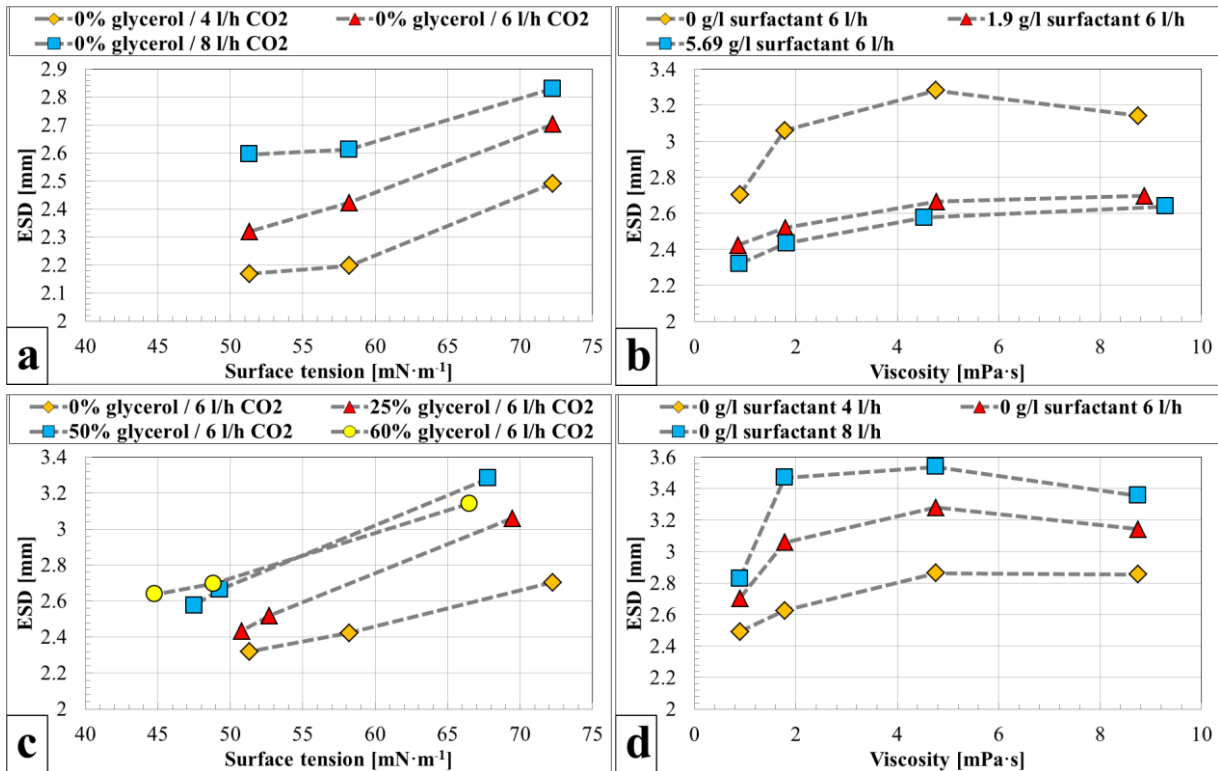 0% glycerol / 4 l/h CO2
0% glycerol / 6 l/h CO2
0% glycerol / 8 l/h CO2
2.9
2.8
2.7
2.6
2.5
2.4
2.3
2.2
2.1
2
ESD [mm]
40 45 50 55 60 65 70 75
Surface tension [mN·m⁻¹]
a
0 g/l surfactant 6 l/h
1.9 g/l surfactant 6 l/h
5.69 g/l surfactant 6 l/h
3.4
3.2
3
2.8
2.6
2.4
2.2
2
ESD [mm]
0 2 4 6 8 10
Viscosity [mPa·s]
b
0% glycerol / 6 l/h CO2
25% glycerol / 6 l/h CO2
50% glycerol / 6 l/h CO2
60% glycerol / 6 l/h CO2
3.4
3.2
3
2.8
2.6
2.4
2.2
2
ESD [mm]
40 45 50 55 60 65 70 75
Surface tension [mN·m⁻¹]
c
0 g/l surfactant 4 l/h
0 g/l surfactant 6 l/h
0 g/l surfactant 8 l/h
3.6
3.4
3.2
3
2.8
2.6
2.4
2.2
2
ESD [mm]
0 2 4 6 8 10
Viscosity [mPa·s]
d